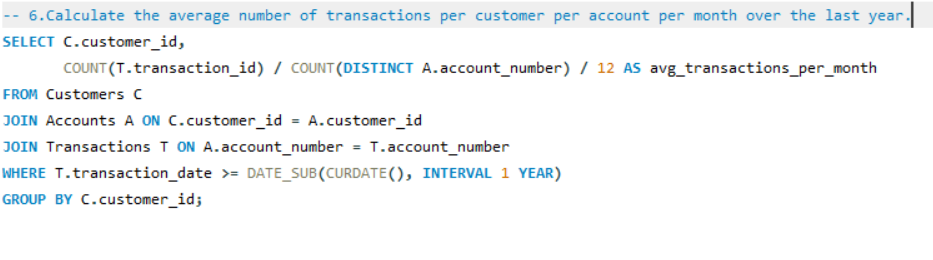 -- 6.Calculate the average number of transactions per customer per account per month over the last year.
SELECT C.customer_id,
COUNT(T.transaction_id) / COUNT(DISTINCT A.account_number) / 12 AS avg_transactions_per_month
FROM Customers C
JOIN Accounts A ON C.customer_id = A.customer_id
JOIN Transactions T ON A.account_number = T.account_number
WHERE T.transaction_date >= DATE_SUB(CURDATE(), INTERVAL 1 YEAR)
GROUP BY C.customer_id;